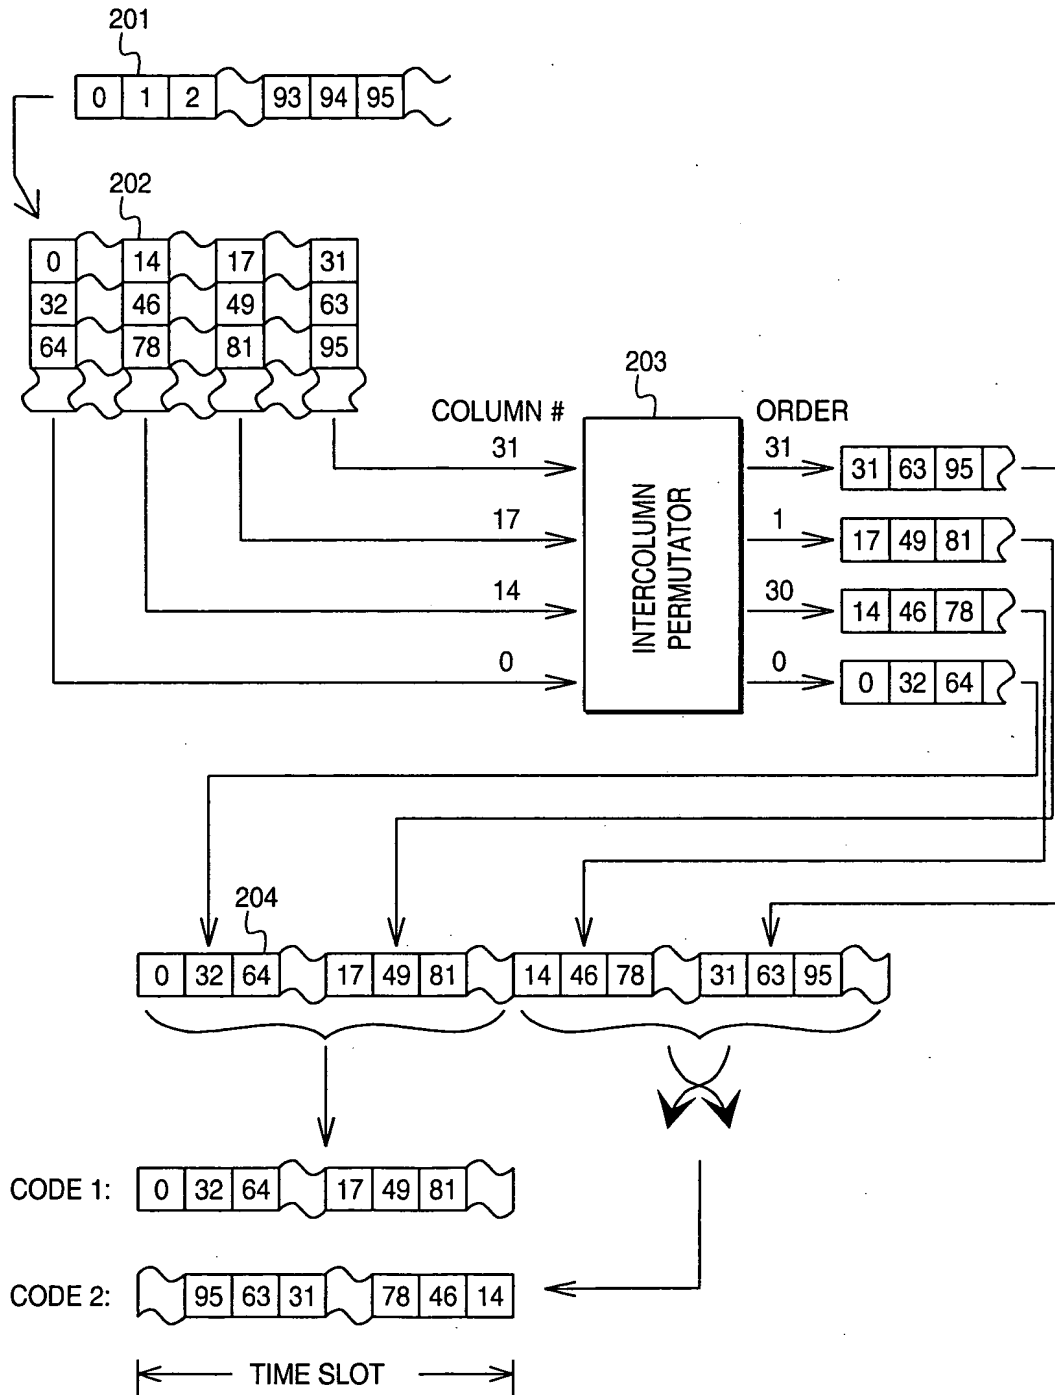 201
0 1 2 93 94 95
202
0 14 17 31
32 46 49 63
64 78 81 95
203
COLUMN # ORDER
31 31 31 63 95
17 1 17 49 81
14 30 14 46 78
0 0 0 32 64
INTERCOLUMN
PERMUTATOR
204
0 32 64 17 49 81 14 46 78 31 63 95
CODE 1: 0 32 64 17 49 81
CODE 2: 95 63 31 78 46 14
TIME SLOT